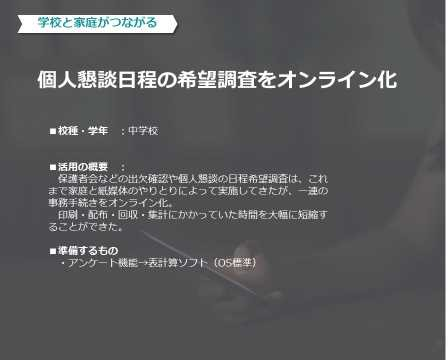 学校と家庭がつながる
個人懇談日程の希望調査をオンライン化
■校種・学年　：中学校
■活用の概要　：
　保護者会などの出欠確認や個人懇談の日程希望調査は、これ
まで家庭と紙媒体のやりとりによって実施してきたが、一連の
事務手続きをオンライン化。
　印刷・配布・回収・集計にかかっていた時間を大幅に短縮す
ることができた。
■準備するもの
　・アンケート機能→表計算ソフト（OS標準）